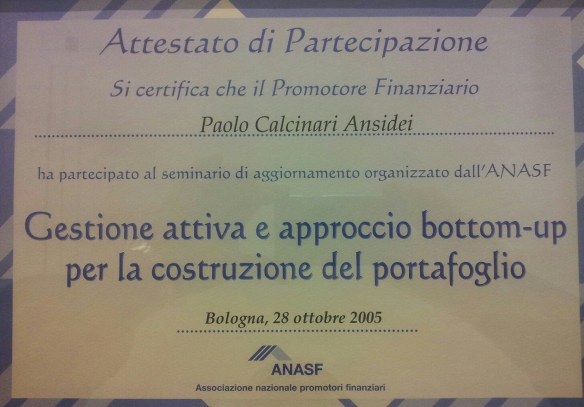 Attestato di Partecipazione
Si certifica che il Promotore Finanziario
Paolo Calcinari Ansidei
ha partecipato al seminario di aggiornamento organizzato dall'ANASF
Gestione attiva e approccio bottom-up
per la costruzione del portafoglio
Bologna, 28 ottobre 2005
ANASF
Associazione nazionale promotori finanziari